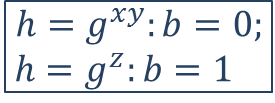 h = g^{xy}: b = 0;
h = g^{z}: b = 1